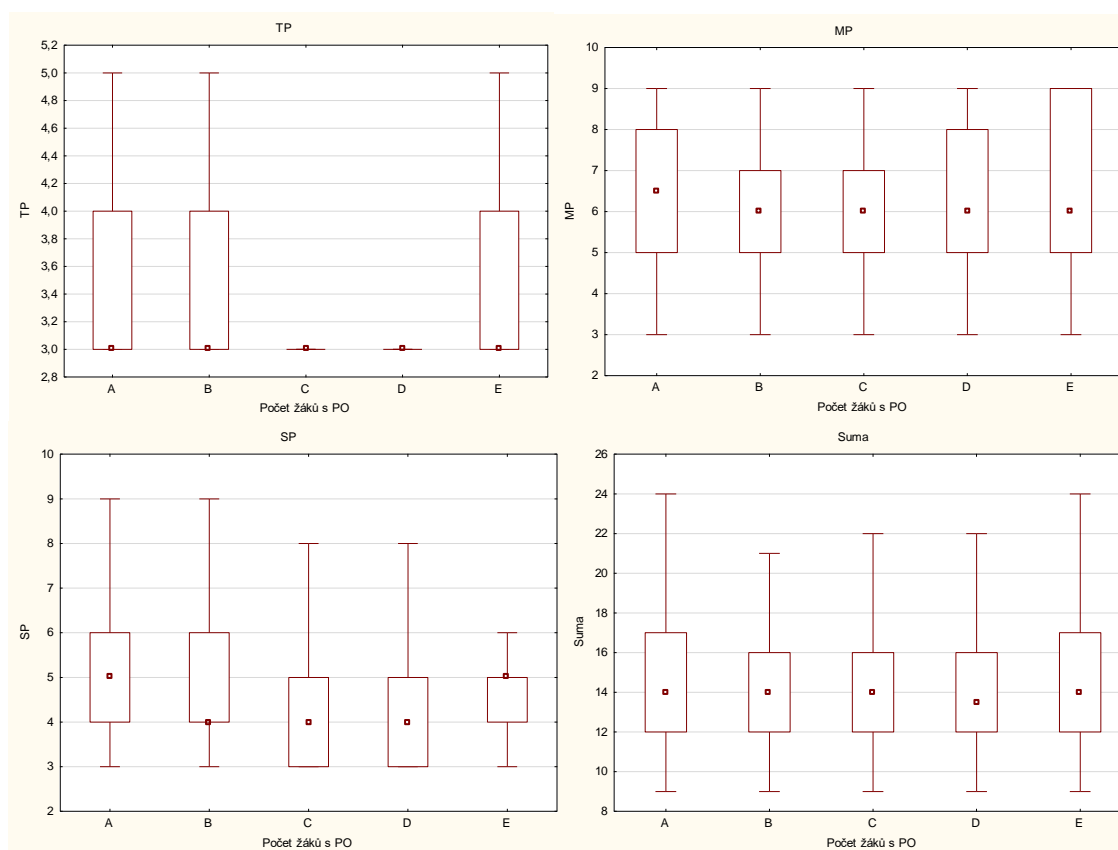 TP
5,2
5,0
4,8
4,6
4,4
4,2
4,0
3,8
3,6
3,4
3,2
3,0
2,8
TP
A B C D E
Počet žáků s PO
MP
10
9
8
7
6
5
4
3
2
MP
A B C D E
Počet žáků s PO
SP
10
9
8
7
6
5
4
3
2
SP
A B C D E
Počet žáků s PO
Suma
26
24
22
20
18
16
14
12
10
8
Suma
A B C D E
Počet žáků s PO